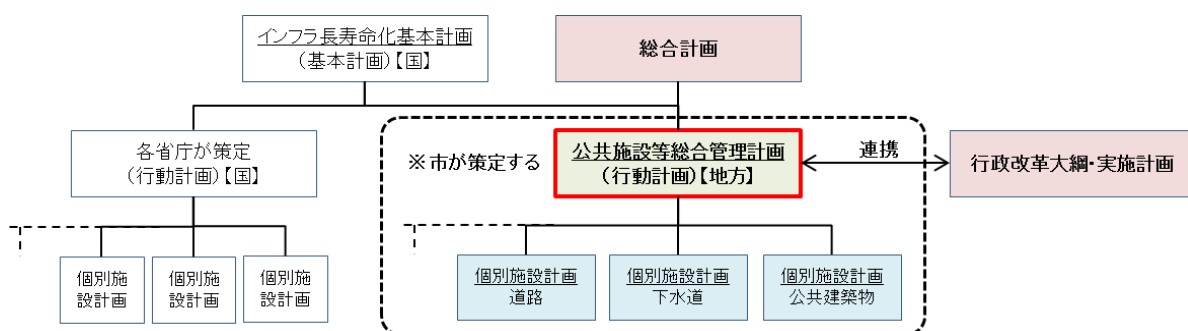 インフラ長寿命化基本計画
(基本計画)【国】
総合計画
各省庁が策定
(行動計画)【国】
※市が策定する
公共施設等総合管理計画
(行動計画)【地方】
連携
行政改革大綱・実施計画
個別施
設計画
個別施
設計画
個別施
設計画
個別施設計画
道路
個別施設計画
下水道
個別施設計画
公共建築物